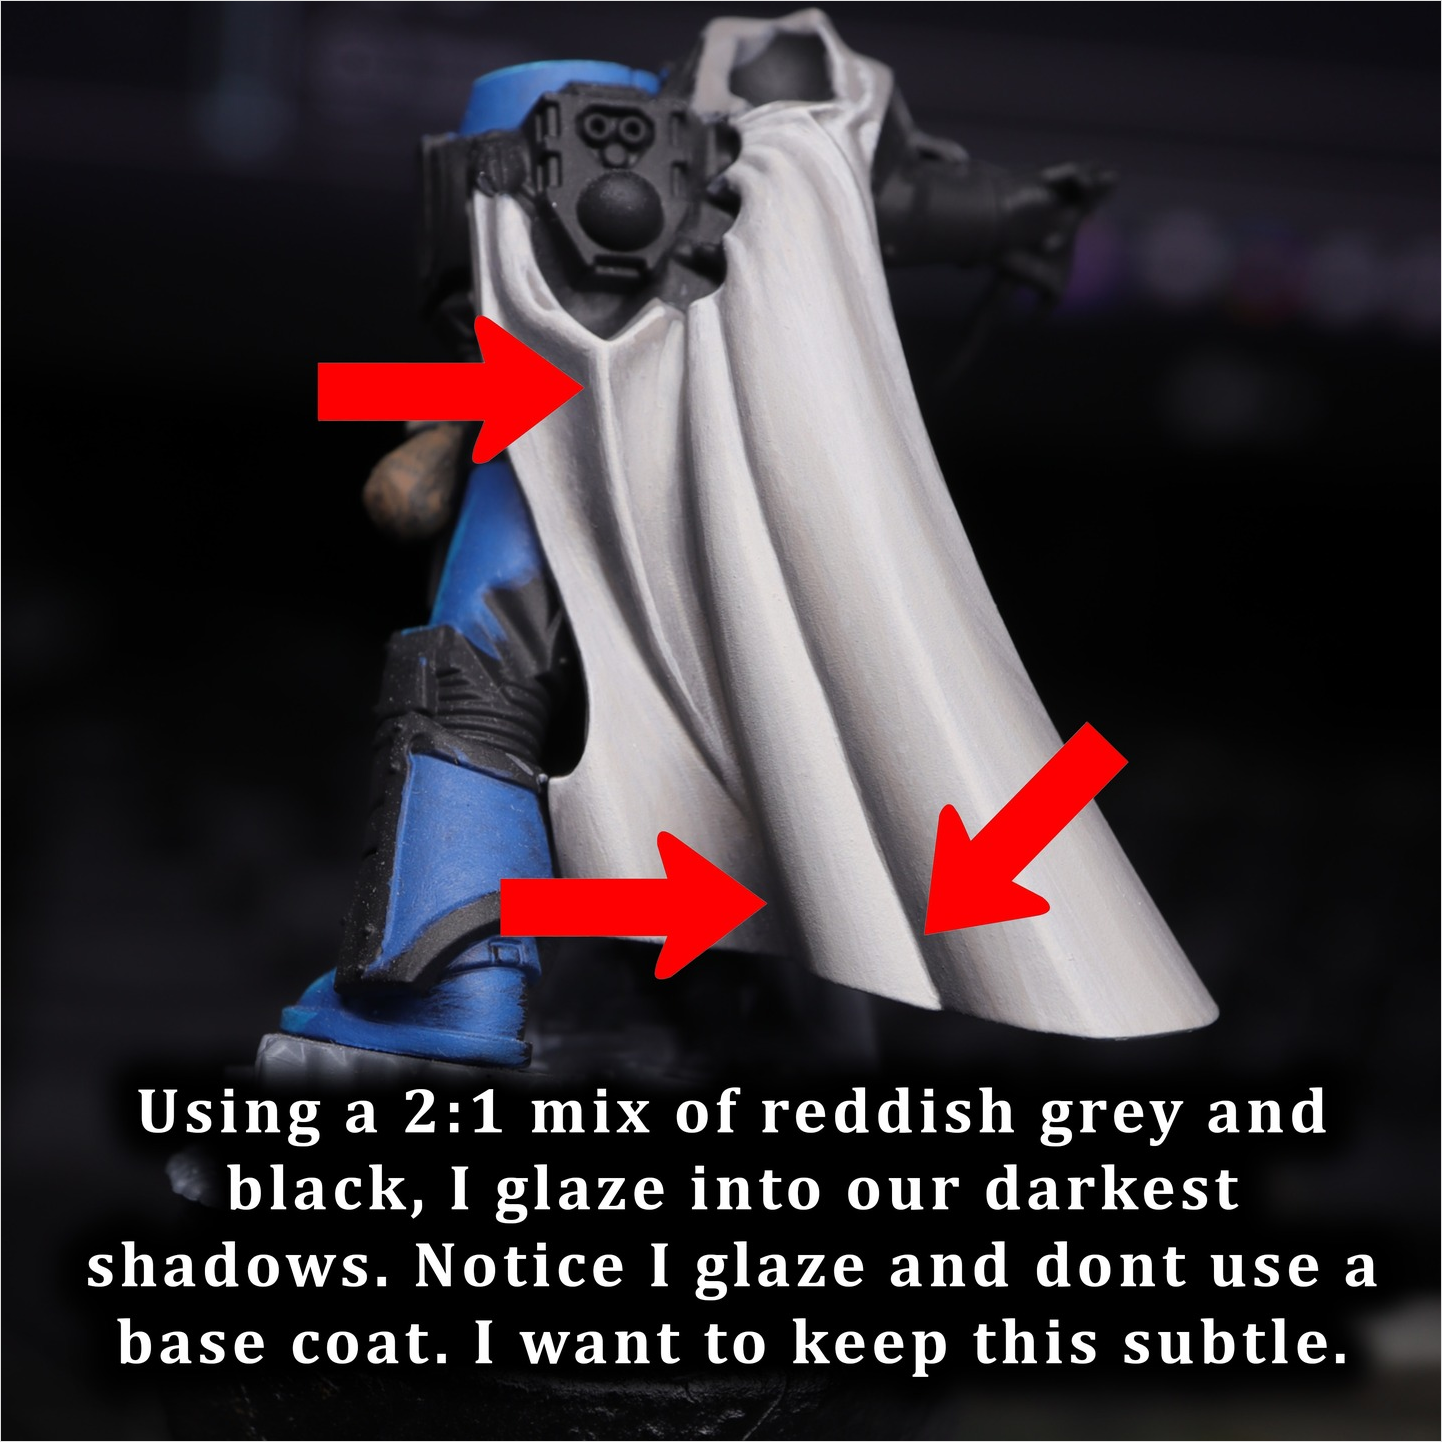 Using a 2:1 mix of reddish grey and
black, I glaze into our darkest
shadows. Notice I glaze and dont use a
base coat. I want to keep this subtle.